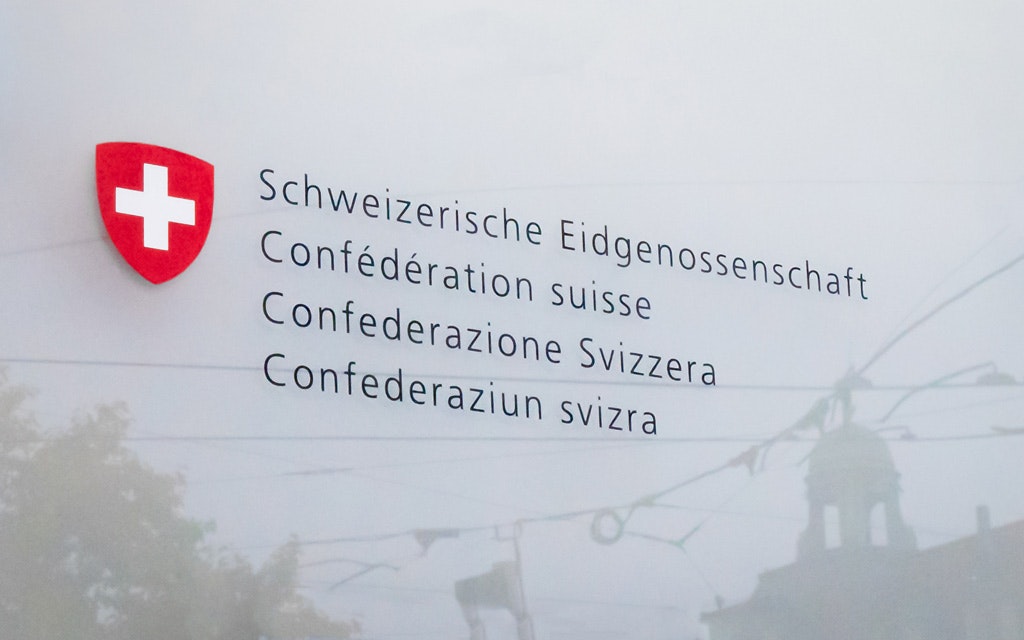 Schweizerische Eidgenossenschaft
Confédération suisse
Confederazione Svizzera
Confederaziun svizra